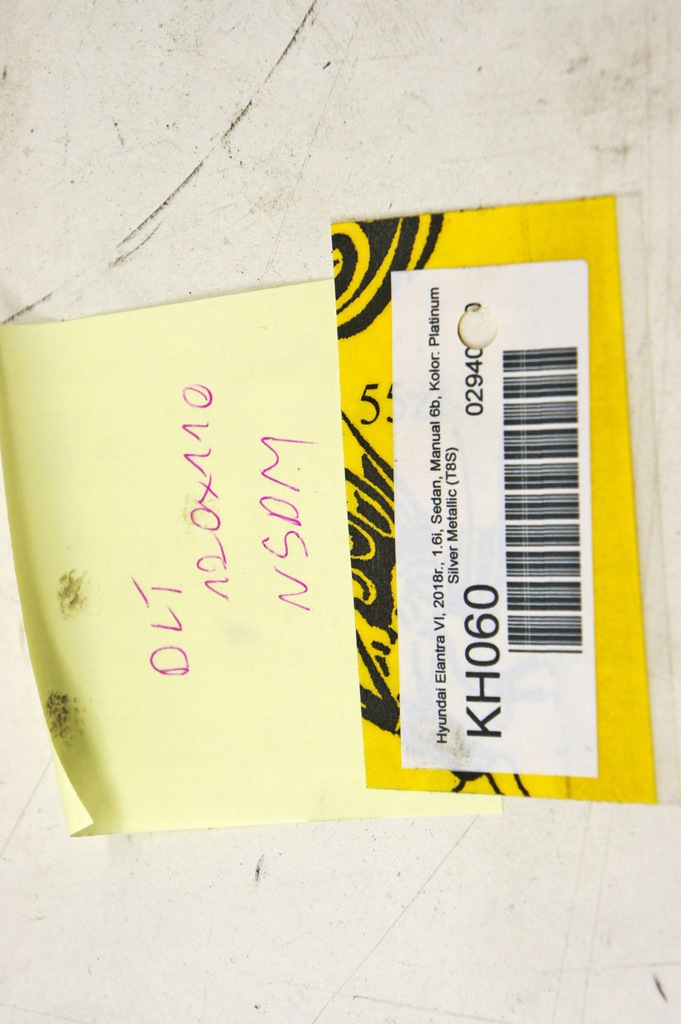 DLT
120x110
NSDM
55
Hyundai Elantra VI, 2018r., 1.6i, Sedan, Manual 6b, Kolor: Platinum
Silver Metallic (T8S)
KH060